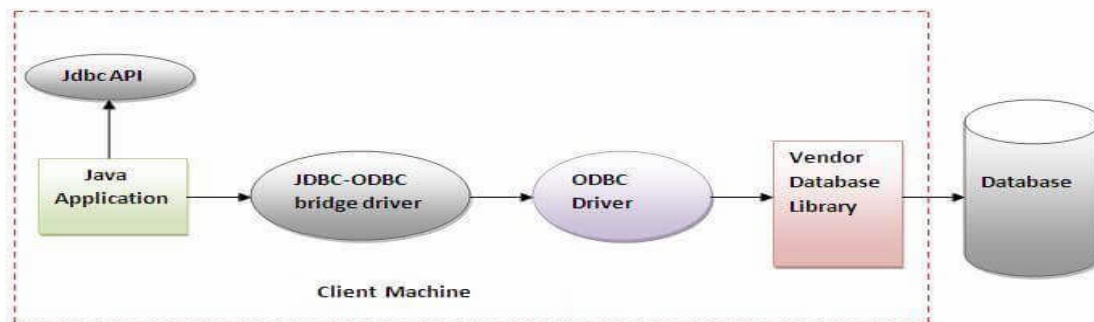 Jdbc API
Java
Application
JDBC-ODBC
bridge driver
ODBC
Driver
Vendor
Database
Library
Database
Client Machine